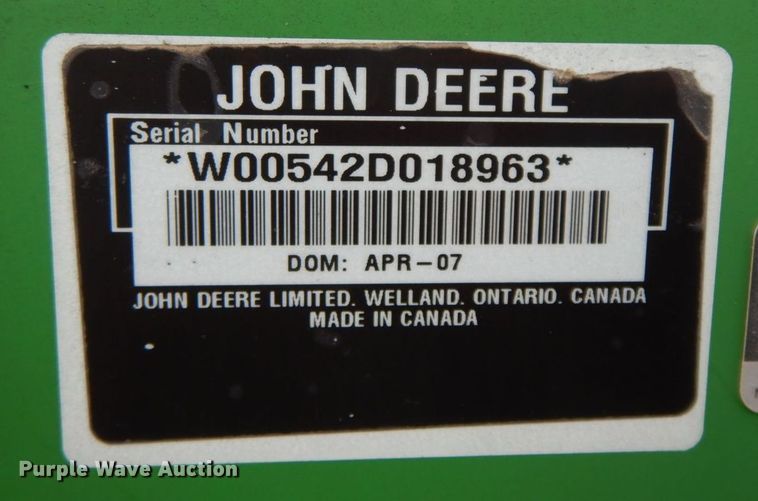 JOHN DEERE
Serial Number
*W00542D018963*
DOM: APR-07
JOHN DEERE LIMITED. WELLAND. ONTARIO. CANADA
MADE IN CANADA
Purple Wave Auction